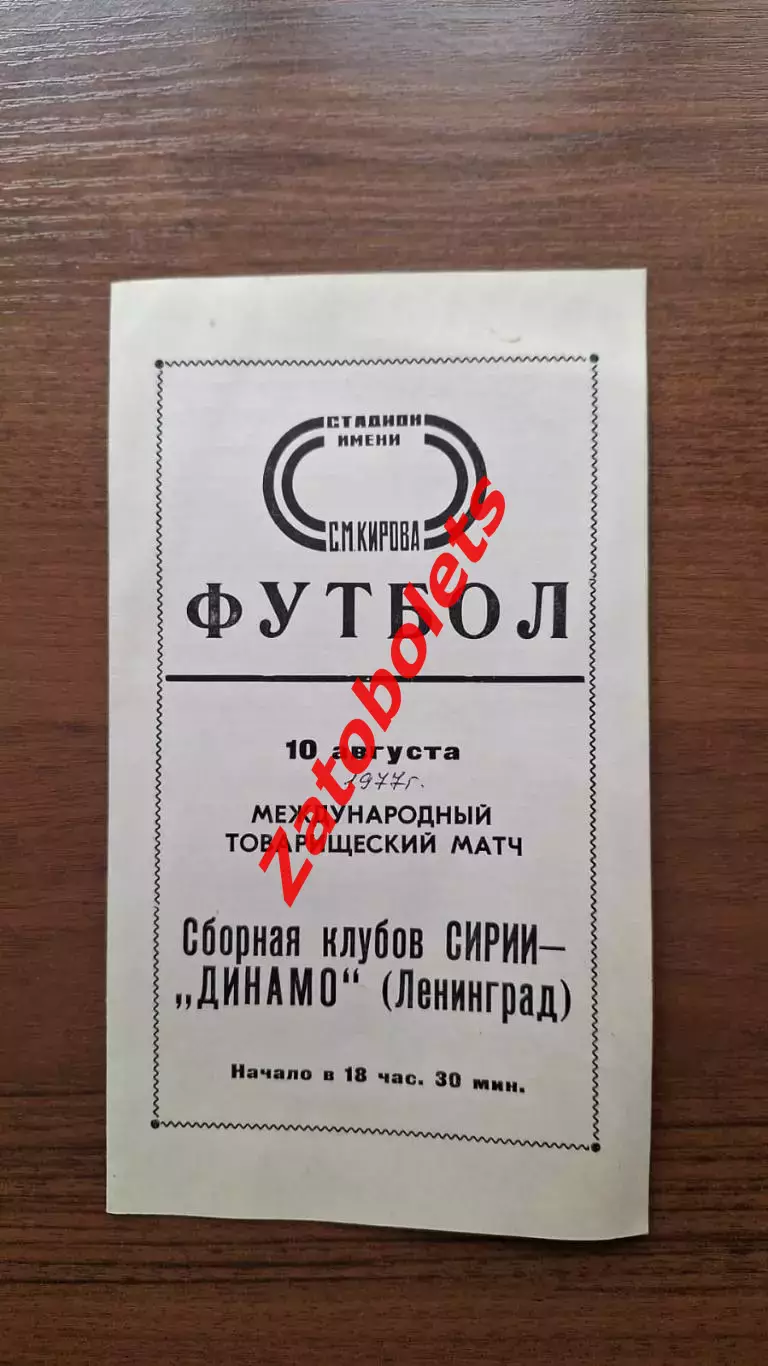 СТАДИОН
ИМЕНИ
С.М.КИРОВА
ФУТБОЛ
10 августа
1977г.
МЕЖДУНАРОДНЫЙ
ТОВАРИЩЕСКИЙ МАТЧ
Сборная клубов СИРИИ—
„ДИНАМО" (Ленинград)
Начало в 18 час. 30 мин.
Zatobolets